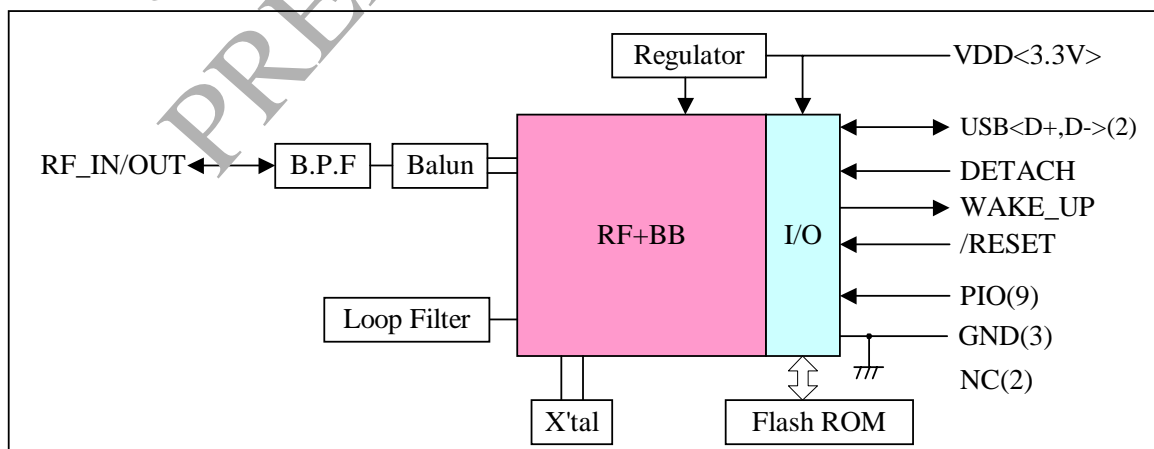 Regulator
VDD<3.3V>
USB<D+,D->(2)
RF_IN/OUT
B.P.F
Balun
DETACH
WAKE_UP
RF+BB
I/O
/RESET
PIO(9)
Loop Filter
GND(3)
NC(2)
X'tal
Flash ROM